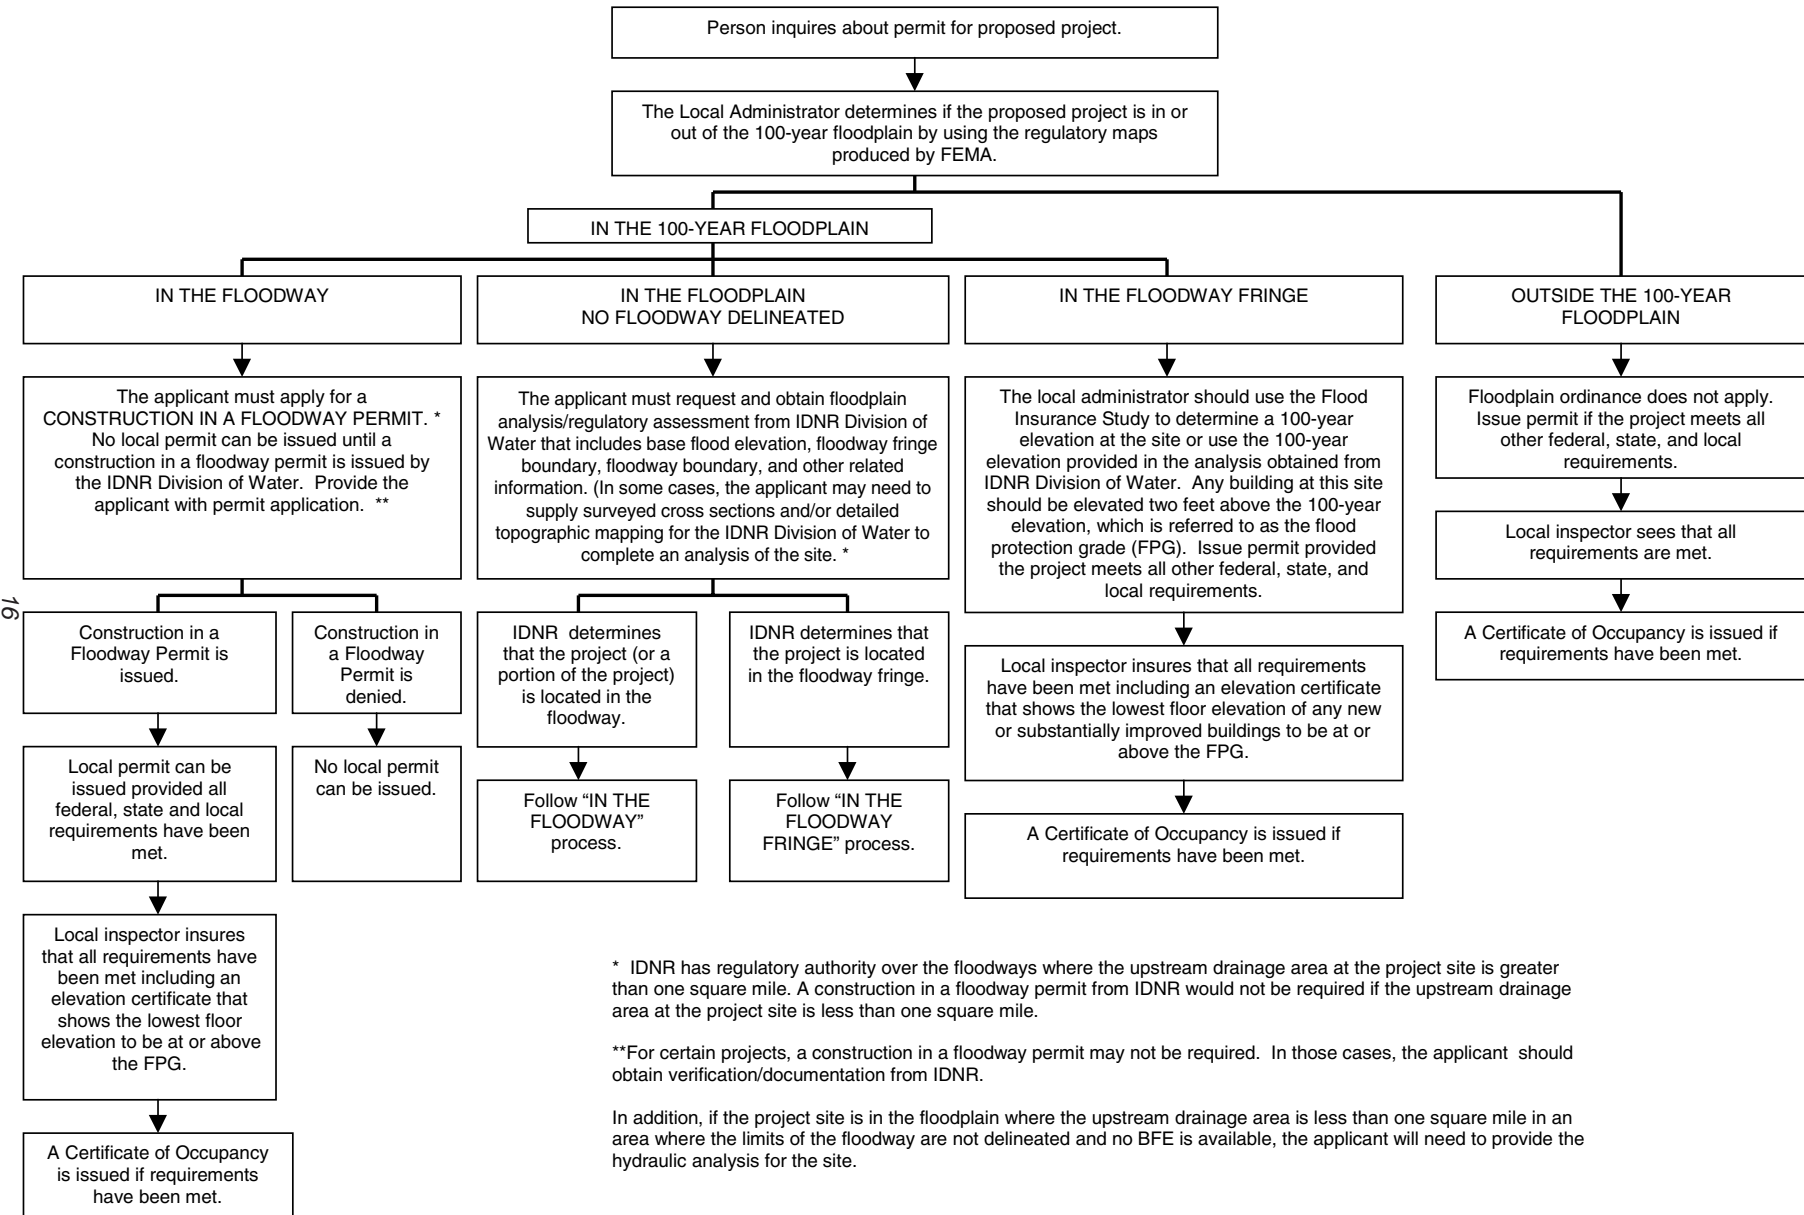 Person inquires about permit for proposed project.
The Local Administrator determines if the proposed project is in or
out of the 100-year floodplain by using the regulatory maps
produced by FEMA.
IN THE 100-YEAR FLOODPLAIN
IN THE FLOODWAY
The applicant must apply for a
CONSTRUCTION IN A FLOODWAY PERMIT. *
No local permit can be issued until a
construction in a floodway permit is issued by
the IDNR Division of Water.  Provide the
applicant with permit application.  **
Construction in a
Floodway Permit is
issued.
Local permit can be
issued provided all
federal, state and local
requirements have been
met.
Local inspector insures
that all requirements have
been met including an
elevation certificate that
shows the lowest floor
elevation to be at or above
the FPG.
A Certificate of Occupancy
is issued if requirements
have been met.
Construction in
a Floodway
Permit is
denied.
No local permit
can be issued.
IN THE FLOODPLAIN
NO FLOODWAY DELINEATED
The applicant must request and obtain floodplain
analysis/regulatory assessment from IDNR Division of
Water that includes base flood elevation, floodway fringe
boundary, floodway boundary, and other related
information. (In some cases, the applicant may need to
supply surveyed cross sections and/or detailed
topographic mapping for the IDNR Division of Water to
complete an analysis of the site. *
IDNR  determines
that the project (or a
portion of the project)
is located in the
floodway.
Follow “IN THE
FLOODWAY”
process.
IDNR determines that
the project is located
in the floodway fringe.
Follow “IN THE
FLOODWAY
FRINGE” process.
IN THE FLOODWAY FRINGE
The local administrator should use the Flood
Insurance Study to determine a 100-year
elevation at the site or use the 100-year
elevation provided in the analysis obtained from
IDNR Division of Water.  Any building at this site
should be elevated two feet above the 100-year
elevation, which is referred to as the flood
protection grade (FPG).  Issue permit provided
the project meets all other federal, state, and
local requirements.
Local inspector insures that all requirements
have been met including an elevation certificate
that shows the lowest floor elevation of any new
or substantially improved buildings to be at or
above the FPG.
A Certificate of Occupancy is issued if
requirements have been met.
OUTSIDE THE 100-YEAR
FLOODPLAIN
Floodplain ordinance does not apply.
Issue permit if the project meets all
other federal, state, and local
requirements.
Local inspector sees that all
requirements are met.
A Certificate of Occupancy is issued if
requirements have been met.
* IDNR has regulatory authority over the floodways where the upstream drainage area at the project site is greater
than one square mile. A construction in a floodway permit from IDNR would not be required if the upstream drainage
area at the project site is less than one square mile.
**For certain projects, a construction in a floodway permit may not be required.  In those cases, the applicant  should
obtain verification/documentation from IDNR.
In addition, if the project site is in the floodplain where the upstream drainage area is less than one square mile in an
area where the limits of the floodway are not delineated and no BFE is available, the applicant will need to provide the
hydraulic analysis for the site.
16